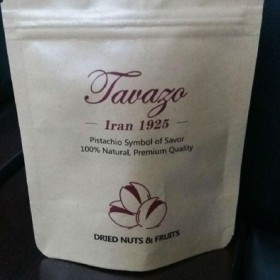 Tavazo
Iran 1925
Pistachio Symbol of Savor
100% Natural, Premium Quality
DRIED NUTS & FRUITS